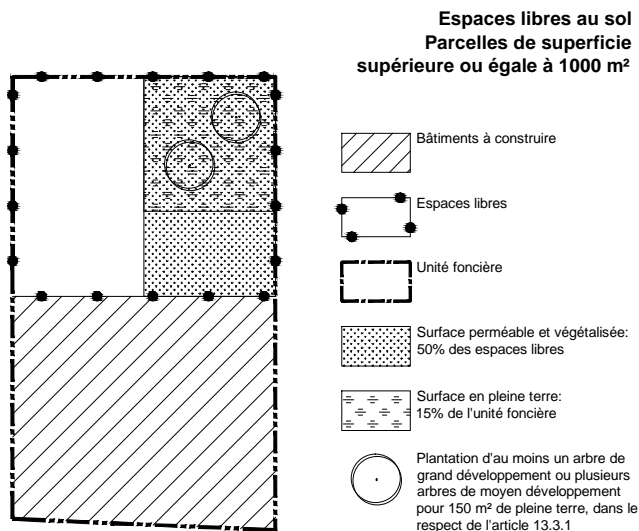 Espaces libres au sol
Parcelles de superficie
supérieure ou égale à 1000 m²
Bâtiments à construire
Espaces libres
Unité foncière
Surface perméable et végétalisée:
50% des espaces libres
Surface en pleine terre:
15% de l'unité foncière
Plantation d'au moins un arbre de
grand développement ou plusieurs
arbres de moyen développement
pour 150 m² de pleine terre, dans le
respect de l'article 13.3.1